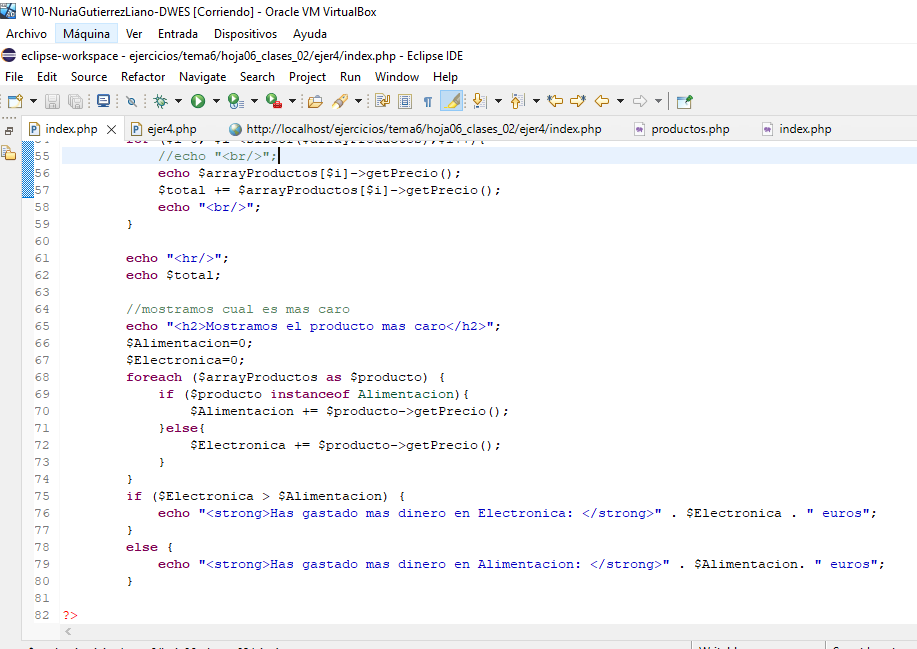 W10-NuriaGutierrezLiano-DWES [Corriendo] - Oracle VM VirtualBox
Archivo Máquina Ver Entrada Dispositivos Ayuda
eclipse-workspace - ejercicios/tema6/hoja06_clases_02/ejer4/index.php - Eclipse IDE
File Edit Source Refactor Navigate Search Project Run Window Help
index.php ejer4.php http://localhost/ejercicios/tema6/hoja06_clases_02/ejer4/index.php productos.php index.php
55 //echo "<br/>";
56 echo $arrayProductos[$i]->getPrecio();
57 $total += $arrayProductos[$i]->getPrecio();
58 echo "<br/>";
59 }
60
61 echo "<hr/>";
62 echo $total;
63
64 //mostramos cual es mas caro
65 echo "<h2>Mostramos el producto mas caro</h2>";
66 $Alimentacion=0;
67 $Electronica=0;
68 foreach ($arrayProductos as $producto) {
69 if ($producto instanceof Alimentacion){
70 $Alimentacion += $producto->getPrecio();
71 }else{
72 $Electronica += $producto->getPrecio();
73 }
74 }
75 if ($Electronica > $Alimentacion) {
76 echo "<strong>Has gastado mas dinero en Electronica: </strong>" . $Electronica . " euros";
77 }
78 else {
79 echo "<strong>Has gastado mas dinero en Alimentacion: </strong>" . $Alimentacion. " euros";
80 }
81
82 ?>